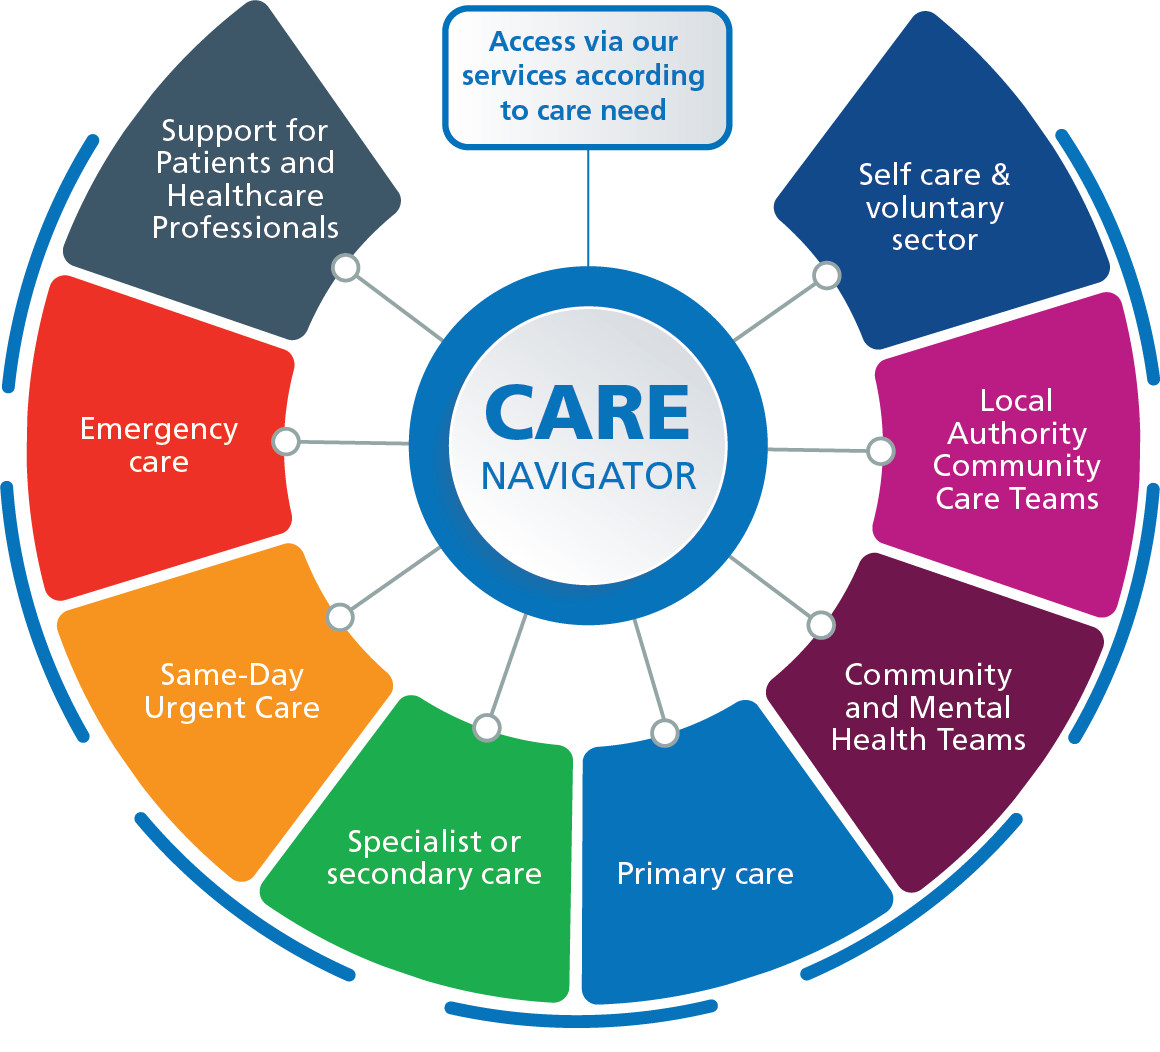 Access via our
services according
to care need
CARE
NAVIGATOR
Support for
Patients and
Healthcare
Professionals
Emergency
care
Same-Day
Urgent Care
Specialist or
secondary care
Primary care
Community
and Mental
Health Teams
Local
Authority
Community
Care Teams
Self care &
voluntary
sector